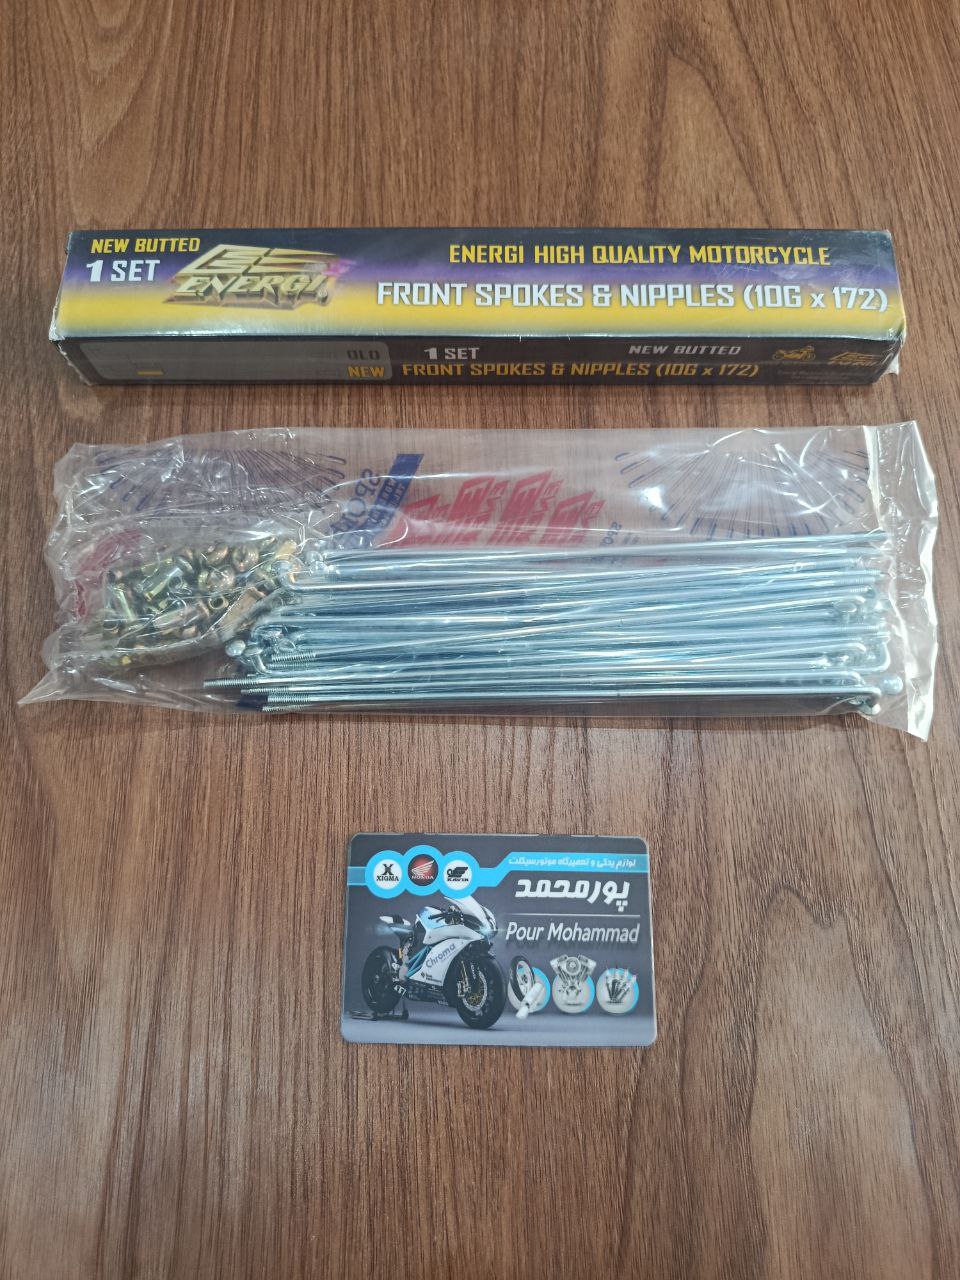 NEW BUTTED
1 SET
ENERGI
ENERGI HIGH QUALITY MOTORCYCLE
FRONT SPOKES & NIPPLES (10G x 172)
OLD
NEW
1 SET
NEW BUTTED
FRONT SPOKES & NIPPLES (10G x 172)
لوازم یدکی و تعمیرگاه موتورسیکلت
X
XIGMA
HONDA
KAVIR
پورمحمد
Pour Mohammad
Chroma